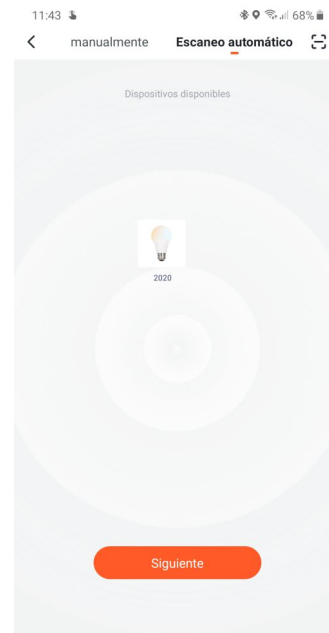 11:43 68%
manualmente Escaneo automático
Dispositivos disponibles
2020
Siguiente